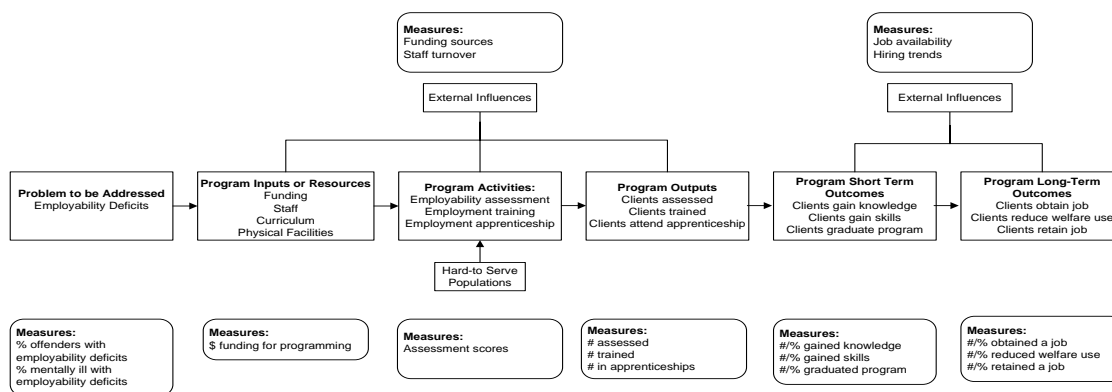 Measures:
Funding sources
Staff turnover
Measures:
Job availability
Hiring trends
External Influences
External Influences
Problem to be Addressed
Employability Deficits
Program Inputs or Resources
Funding
Staff
Curriculum
Physical Facilities
Program Activities:
Employability assessment
Employment training
Employment apprenticeship
Program Outputs
Clients assessed
Clients trained
Clients attend apprenticeship
Program Short Term
Outcomes
Clients gain knowledge
Clients gain skills
Clients graduate program
Program Long-Term
Outcomes
Clients obtain job
Clients reduce welfare use
Clients retain job
Hard-to Serve
Populations
Measures:
% offenders with
employability deficits
% mentally ill with
employability deficits
Measures:
$ funding for programming
Measures:
Assessment scores
Measures:
# assessed
# trained
# in apprenticeships
Measures:
#/% gained knowledge
#/% gained skills
#/% graduated program
Measures:
#/% obtained a job
#/% reduced welfare use
#/% retained a job